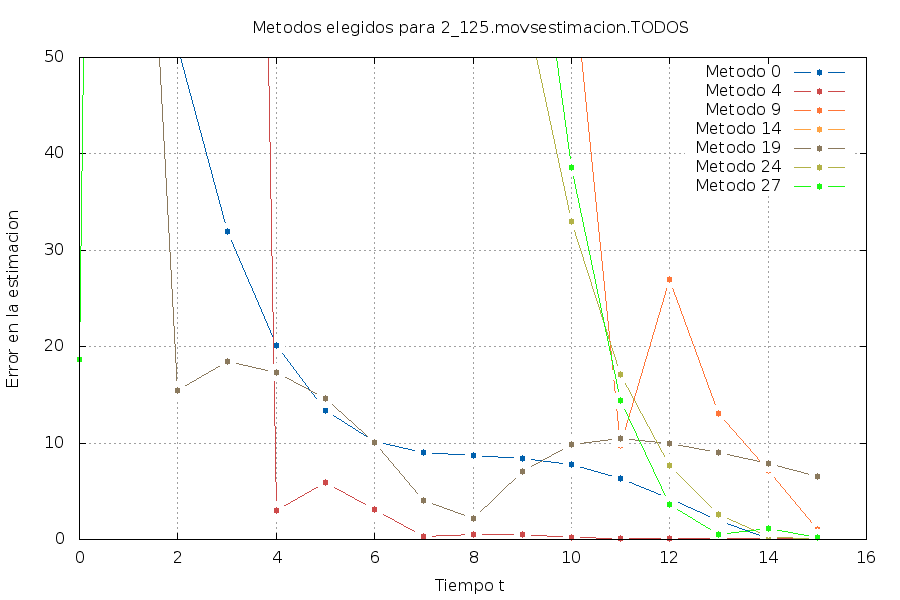 Metodos elegidos para 2_125.movsestimacion.TODOS
50
40
30
20
10
0
Error en la estimacion
Metodo 0
Metodo 4
Metodo 9
Metodo 14
Metodo 19
Metodo 24
Metodo 27
0 2 4 6 8 10 12 14 16
Tiempo t